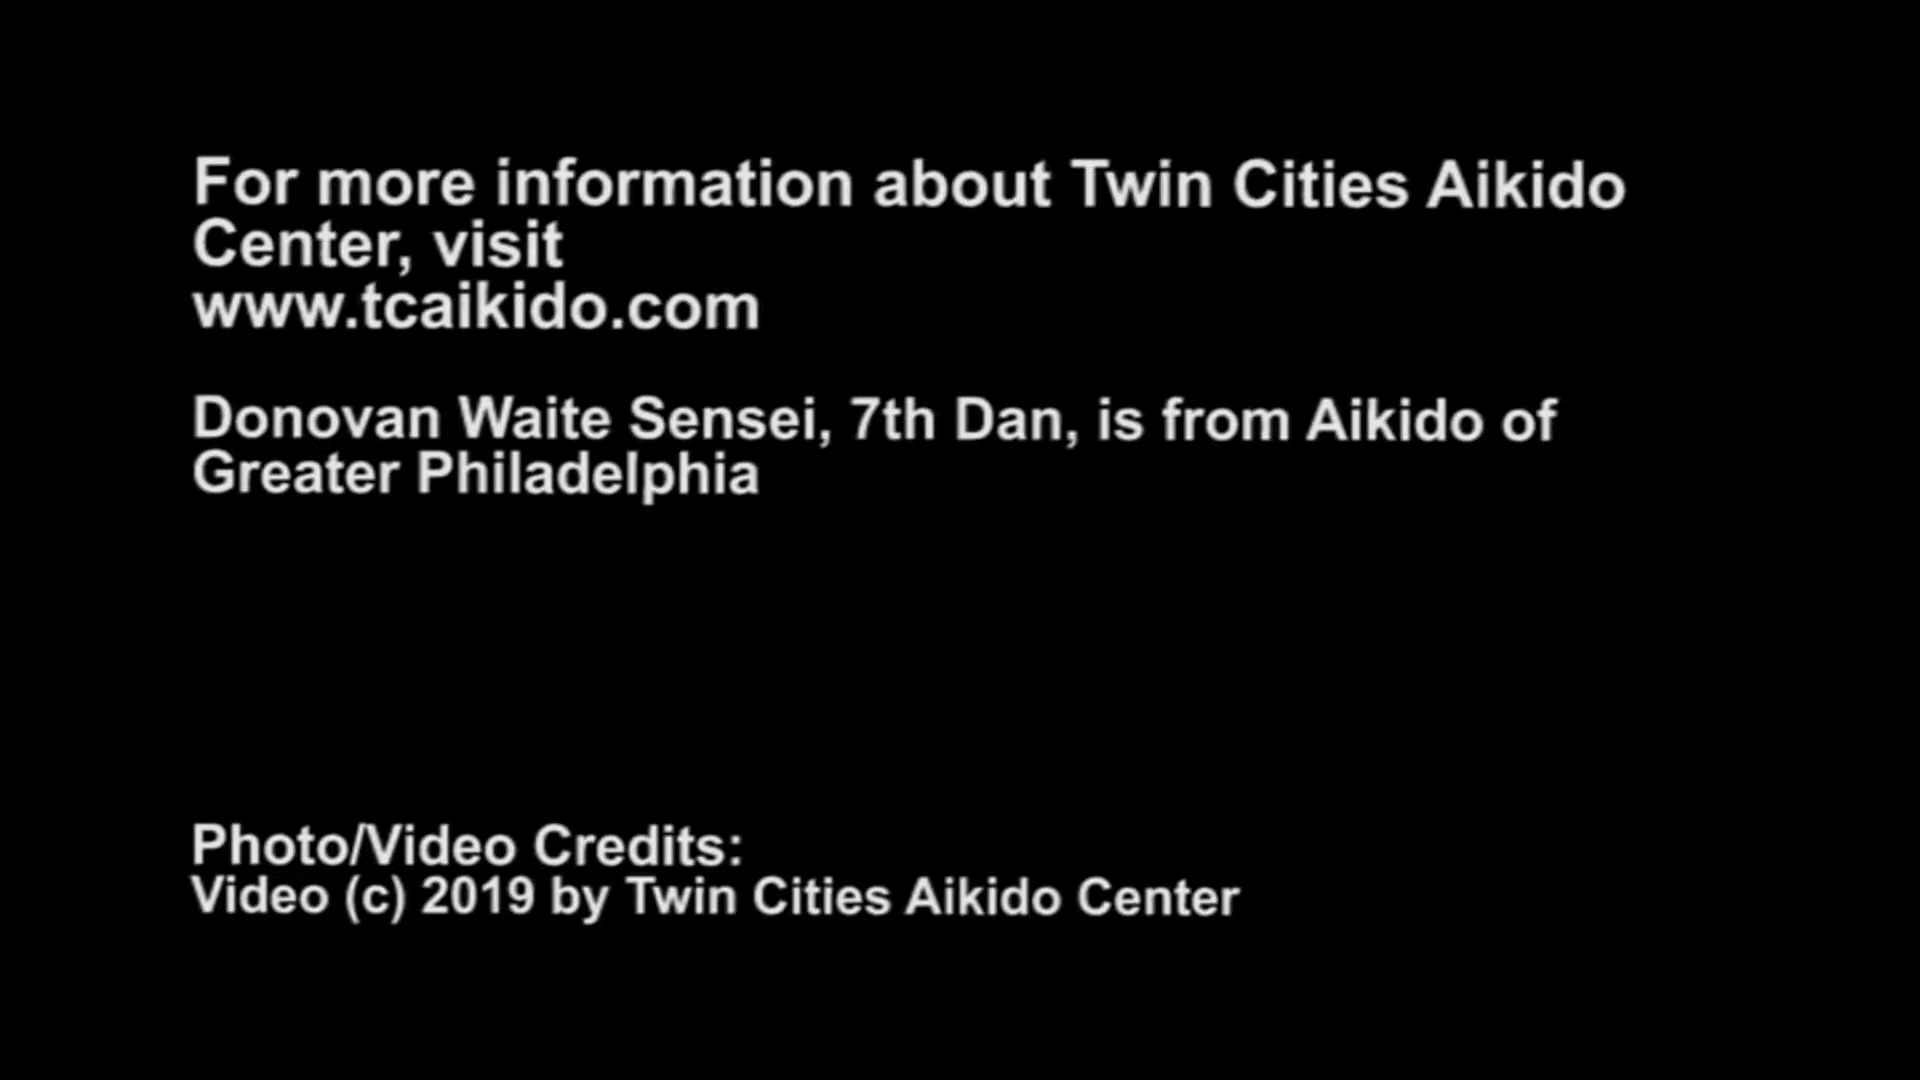 For more information about Twin Cities Aikido
Center, visit
www.tcaikido.com
Donovan Waite Sensei, 7th Dan, is from Aikido of
Greater Philadelphia
Photo/Video Credits:
Video (c) 2019 by Twin Cities Aikido Center